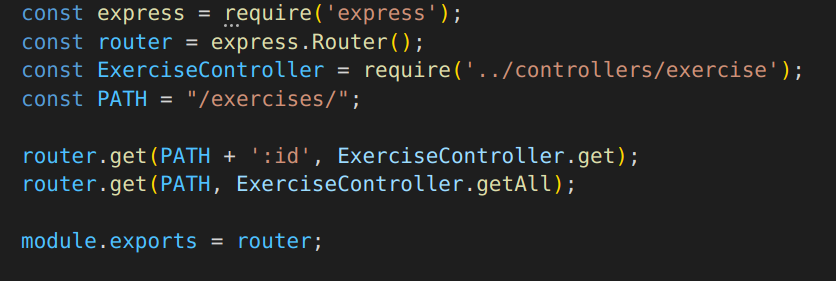 const express = require('express');
const router = express.Router();
const ExerciseController = require('../controllers/exercise');
const PATH = "/exercises/";
router.get(PATH + ':id', ExerciseController.get);
router.get(PATH, ExerciseController.getAll);
module.exports = router;